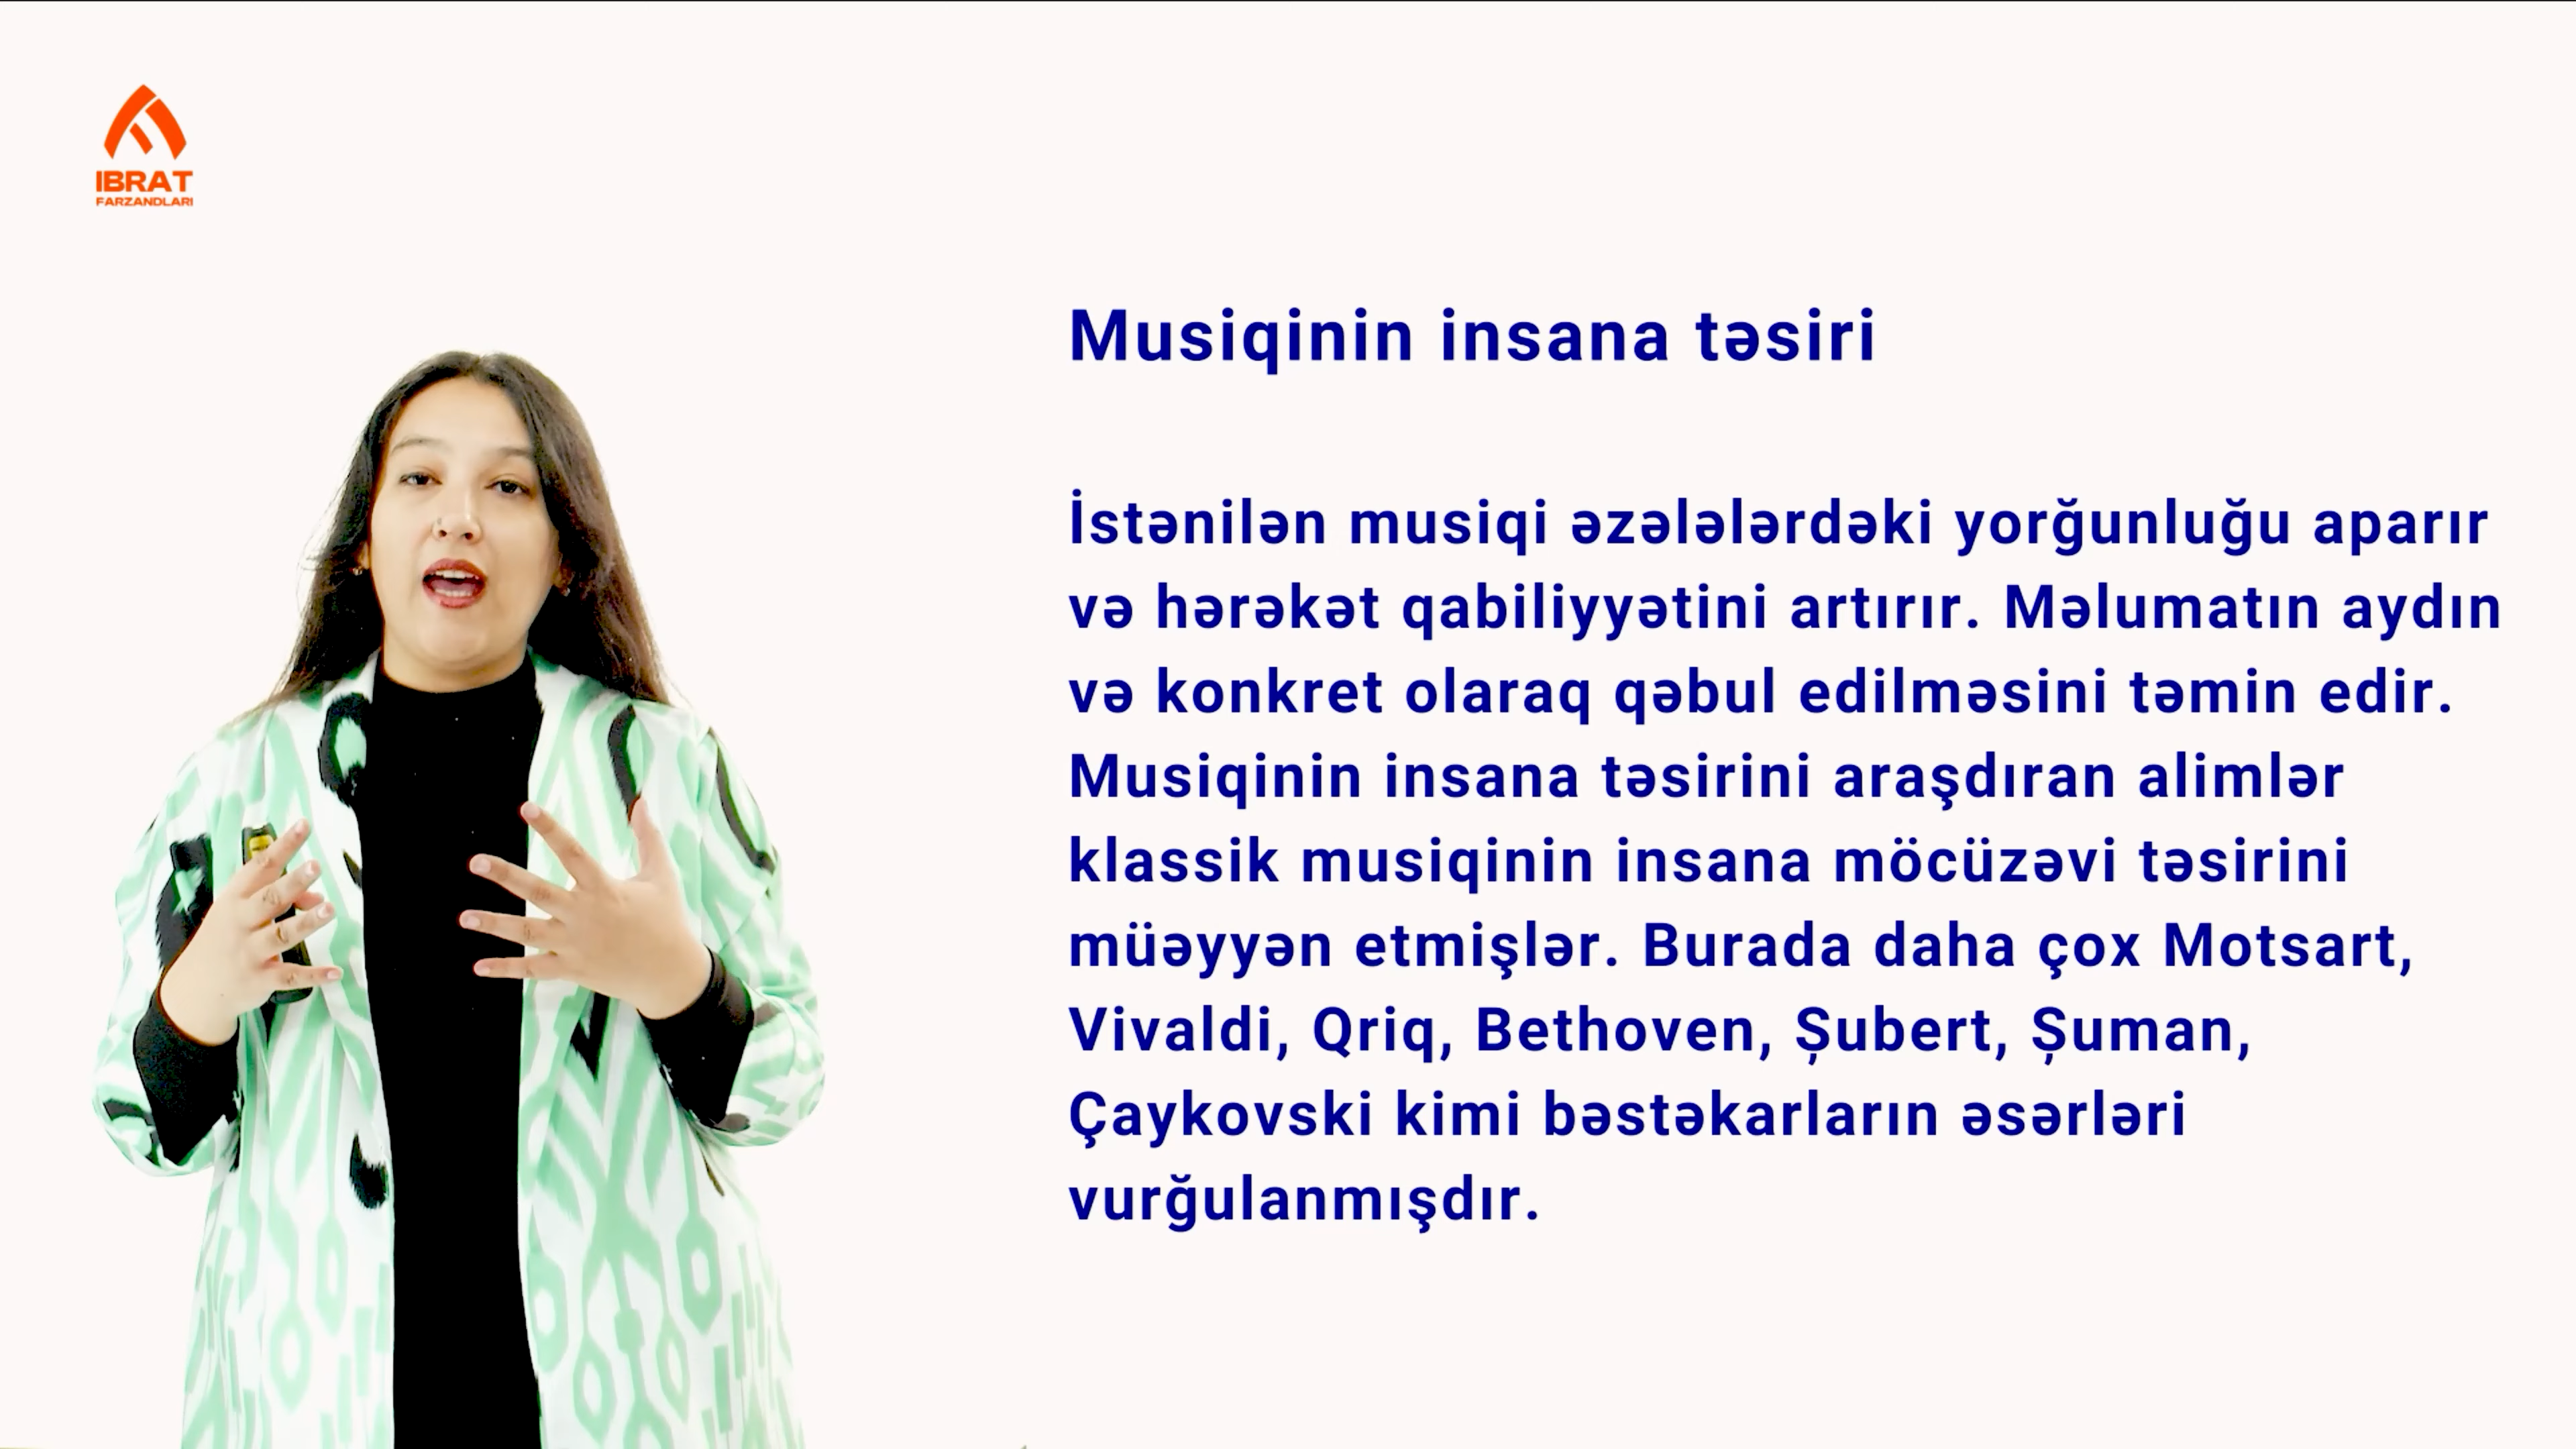 IBRAT
FARZANDLARI
Musiqinin insana təsiri
İstənilən musiqi əzələlərdəki yorğunluğu aparır
və hərəkət qabiliyyətini artırır. Məlumatın aydın
və konkret olaraq qəbul edilməsini təmin edir.
Musiqinin insana təsirini araşdıran alimlər
klassik musiqinin insana möcüzəvi təsirini
müəyyən etmişlər. Burada daha çox Motsart,
Vivaldi, Qriq, Bethoven, Şubert, Şuman,
Çaykovski kimi bəstəkarların əsərləri
vurğulanmışdır.